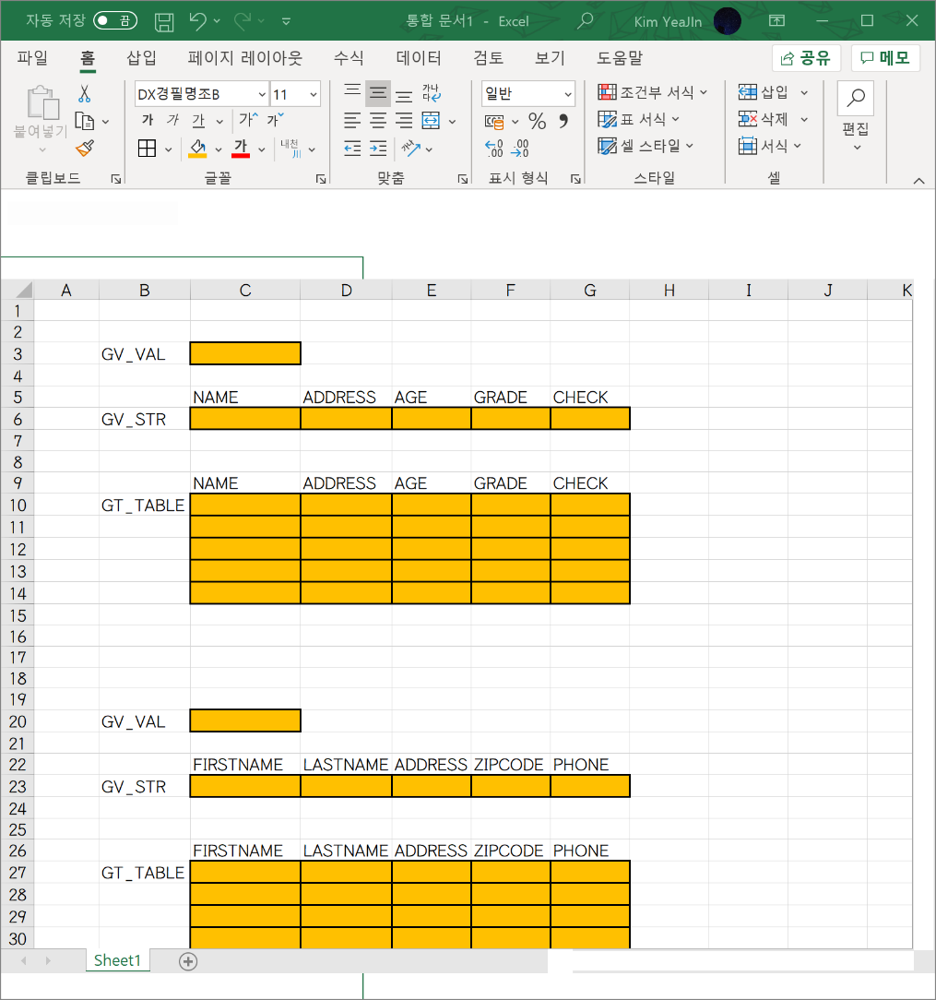 자동 저장 끔 통합 문서1 - Excel Kim YeaJIn
파일 홈 삽입 페이지 레이아웃 수식 데이터 검토 보기 도움말 공유 메모
붙여넣기
클립보드
DX경필명조B 11
가 가 가 가 가
가 내천
글꼴
가나
다
맞춤
일반
% ,
.00 .00
표시 형식
조건부 서식
표 서식
셀 스타일
스타일
삽입
삭제
서식
셀
편집
A B C D E F G H I J K
1
2
3 GV_VAL
4
5 NAME ADDRESS AGE GRADE CHECK
6 GV_STR
7
8
9 NAME ADDRESS AGE GRADE CHECK
10 GT_TABLE
11
12
13
14
15
16
17
18
19
20 GV_VAL
21
22 FIRSTNAME LASTNAME ADDRESS ZIPCODE PHONE
23 GV_STR
24
25
26 FIRSTNAME LASTNAME ADDRESS ZIPCODE PHONE
27 GT_TABLE
28
29
30
Sheet1